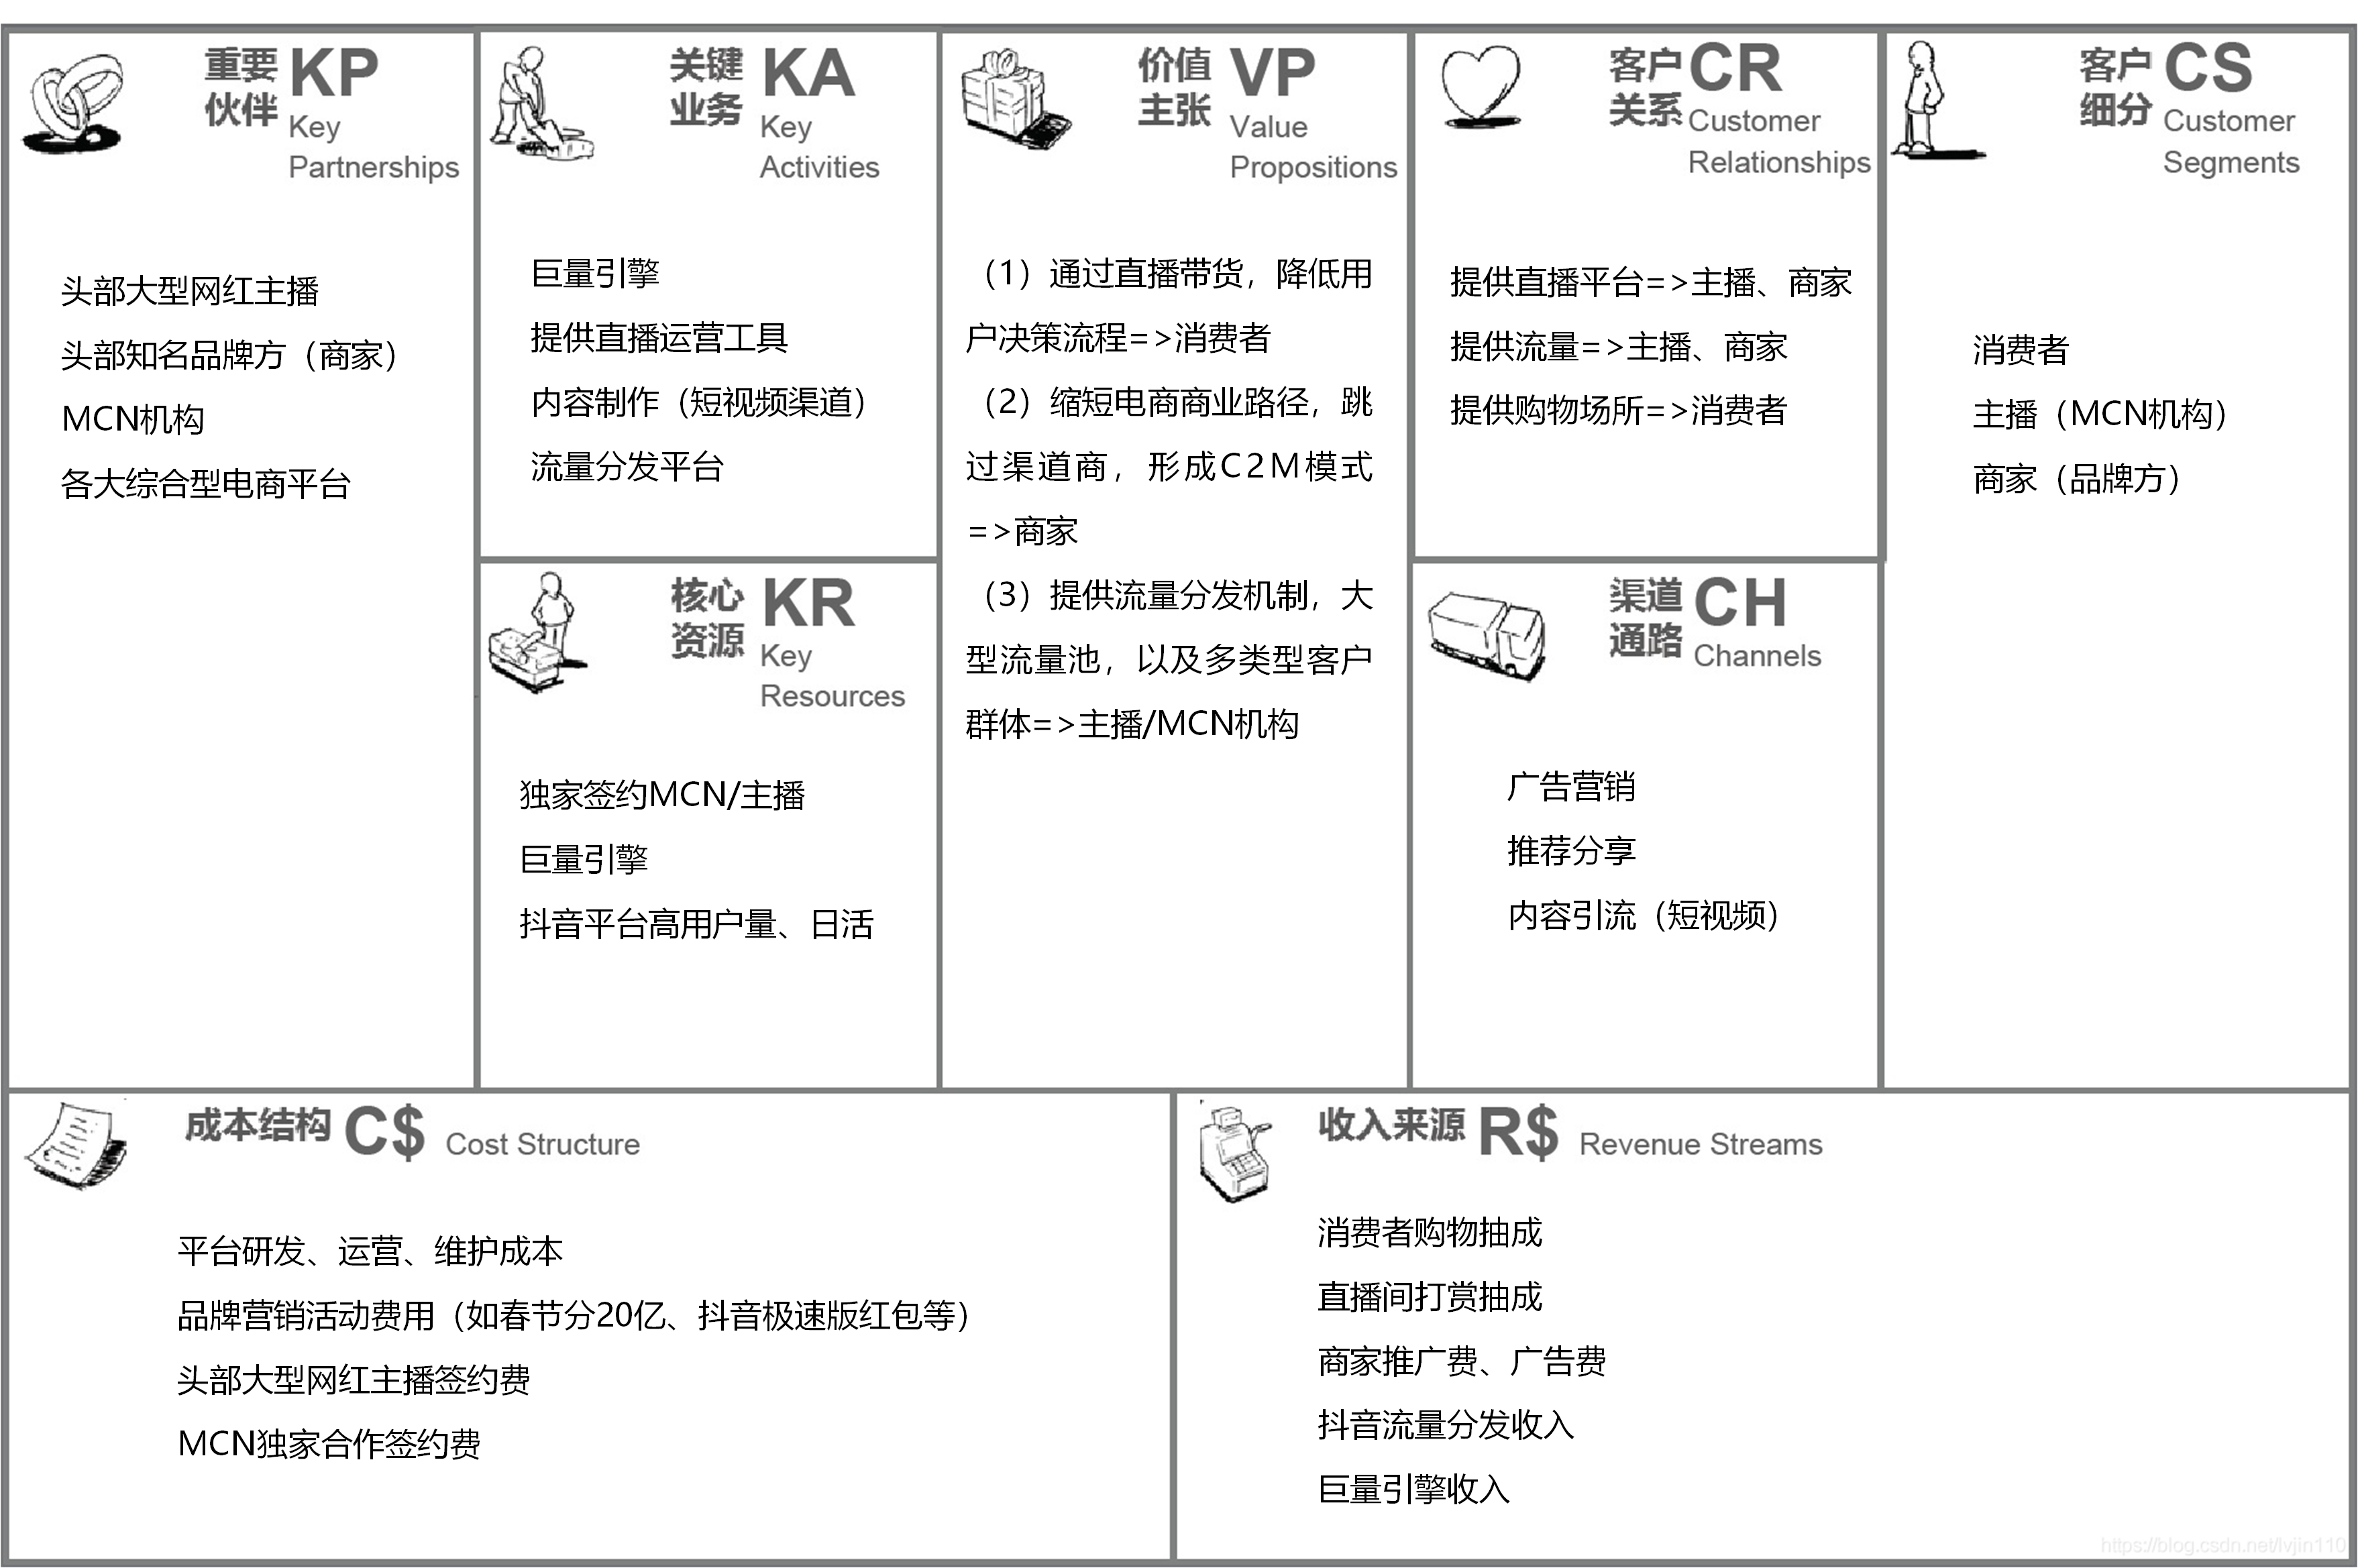 重要
伙伴
KP
Key
Partnerships
头部大型网红主播
头部知名品牌方（商家）
MCN机构
各大综合型电商平台
关键
业务
KA
Key
Activities
巨量引擎
提供直播运营工具
内容制作（短视频渠道）
流量分发平台
核心
资源
KR
Key
Resources
独家签约MCN/主播
巨量引擎
抖音平台高用户量、日活
价值
主张
VP
Value
Propositions
（1）通过直播带货，降低用
户决策流程=>消费者
（2）缩短电商商业路径，跳
过渠道商，形成C2M模式
=>商家
（3）提供流量分发机制，大
型流量池，以及多类型客户
群体=>主播/MCN机构
客户
关系
CR
Customer
Relationships
提供直播平台=>主播、商家
提供流量=>主播、商家
提供购物场所=>消费者
渠道
通路
CH
Channels
广告营销
推荐分享
内容引流（短视频）
客户
细分
CS
Customer
Segments
消费者
主播（MCN机构）
商家（品牌方）
成本结构 C$ Cost Structure
平台研发、运营、维护成本
品牌营销活动费用（如春节分20亿、抖音极速版红包等）
头部大型网红主播签约费
MCN独家合作签约费
收入来源 R$ Revenue Streams
消费者购物抽成
直播间打赏抽成
商家推广费、广告费
抖音流量分发收入
巨量引擎收入
https://blog.csdn.net/lvjin110